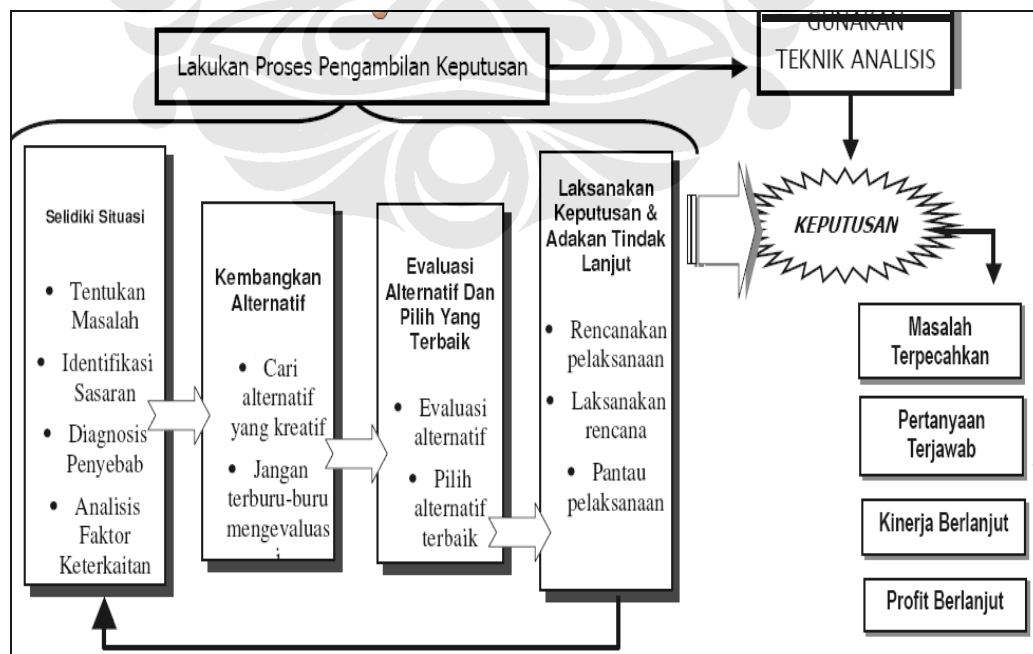 Lakukan Proses Pengambilan Keputusan
GUNAKAN
TEKNIK ANALISIS
Selidiki Situasi
• Tentukan
Masalah
• Identifikasi
Sasaran
• Diagnosis
Penyebab
• Analisis
Faktor
Keterkaitan
Kembangkan
Alternatif
• Cari
alternatif
yang kreatif
• Jangan
terburu-buru
mengevaluas
i
Evaluasi
Alternatif Dan
Pilih Yang
Terbaik
• Evaluasi
alternatif
• Pilih
alternatif
terbaik
Laksanakan
Keputusan &
Adakan Tindak
Lanjut
• Rencanakan
pelaksanaan
• Laksanakan
rencana
• Pantau
pelaksanaan
KEPUTUSAN
Masalah
Terpecahkan
Pertanyaan
Terjawab
Kinerja Berlanjut
Profit Berlanjut